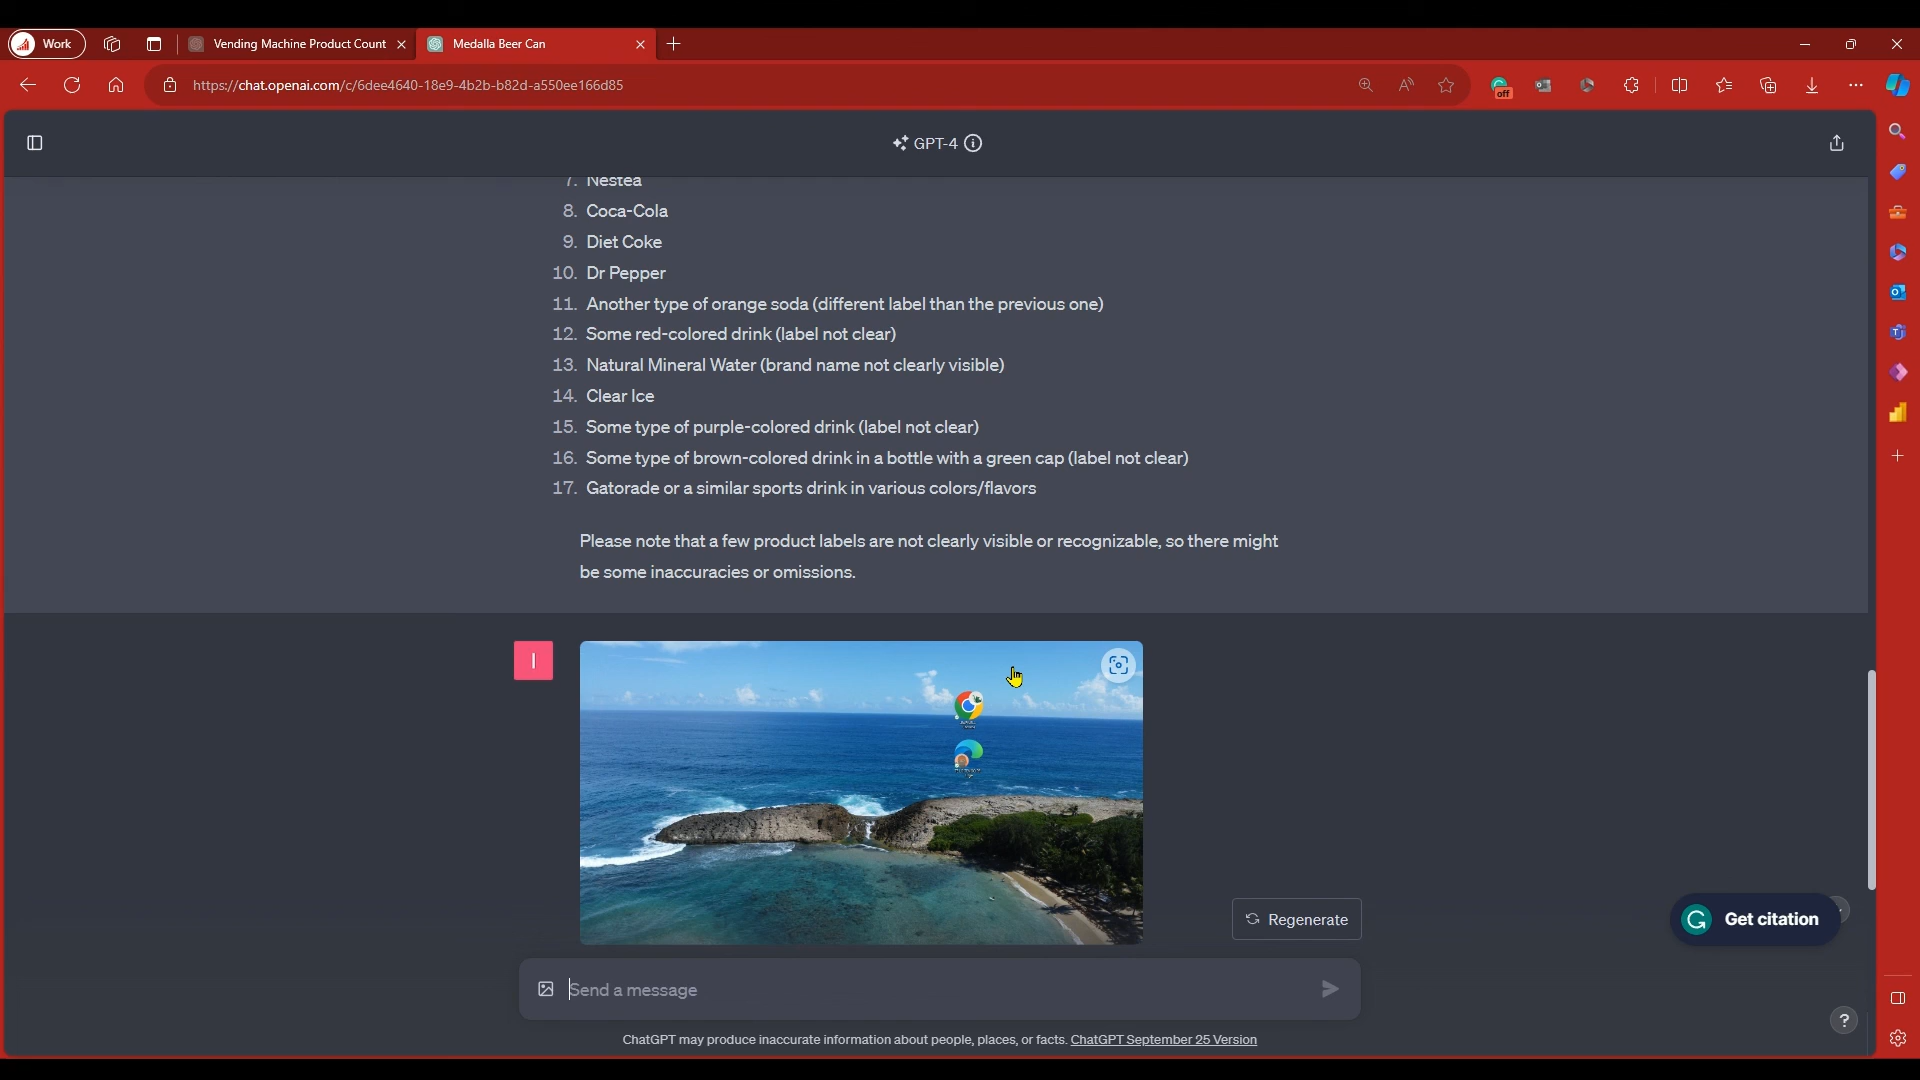 Work
Vending Machine Product Count
Medalla Beer Can
https://chat.openai.com/c/6dee4640-18e9-4b2b-b82d-a550ee166d85
off
GPT-4
7. Nestea
8. Coca-Cola
9. Diet Coke
10. Dr Pepper
11. Another type of orange soda (different label than the previous one)
12. Some red-colored drink (label not clear)
13. Natural Mineral Water (brand name not clearly visible)
14. Clear Ice
15. Some type of purple-colored drink (label not clear)
16. Some type of brown-colored drink in a bottle with a green cap (label not clear)
17. Gatorade or a similar sports drink in various colors/flavors
Please note that a few product labels are not clearly visible or recognizable, so there might
be some inaccuracies or omissions.
I
Regenerate
Get citation
Send a message
?
ChatGPT may produce inaccurate information about people, places, or facts. ChatGPT September 25 Version